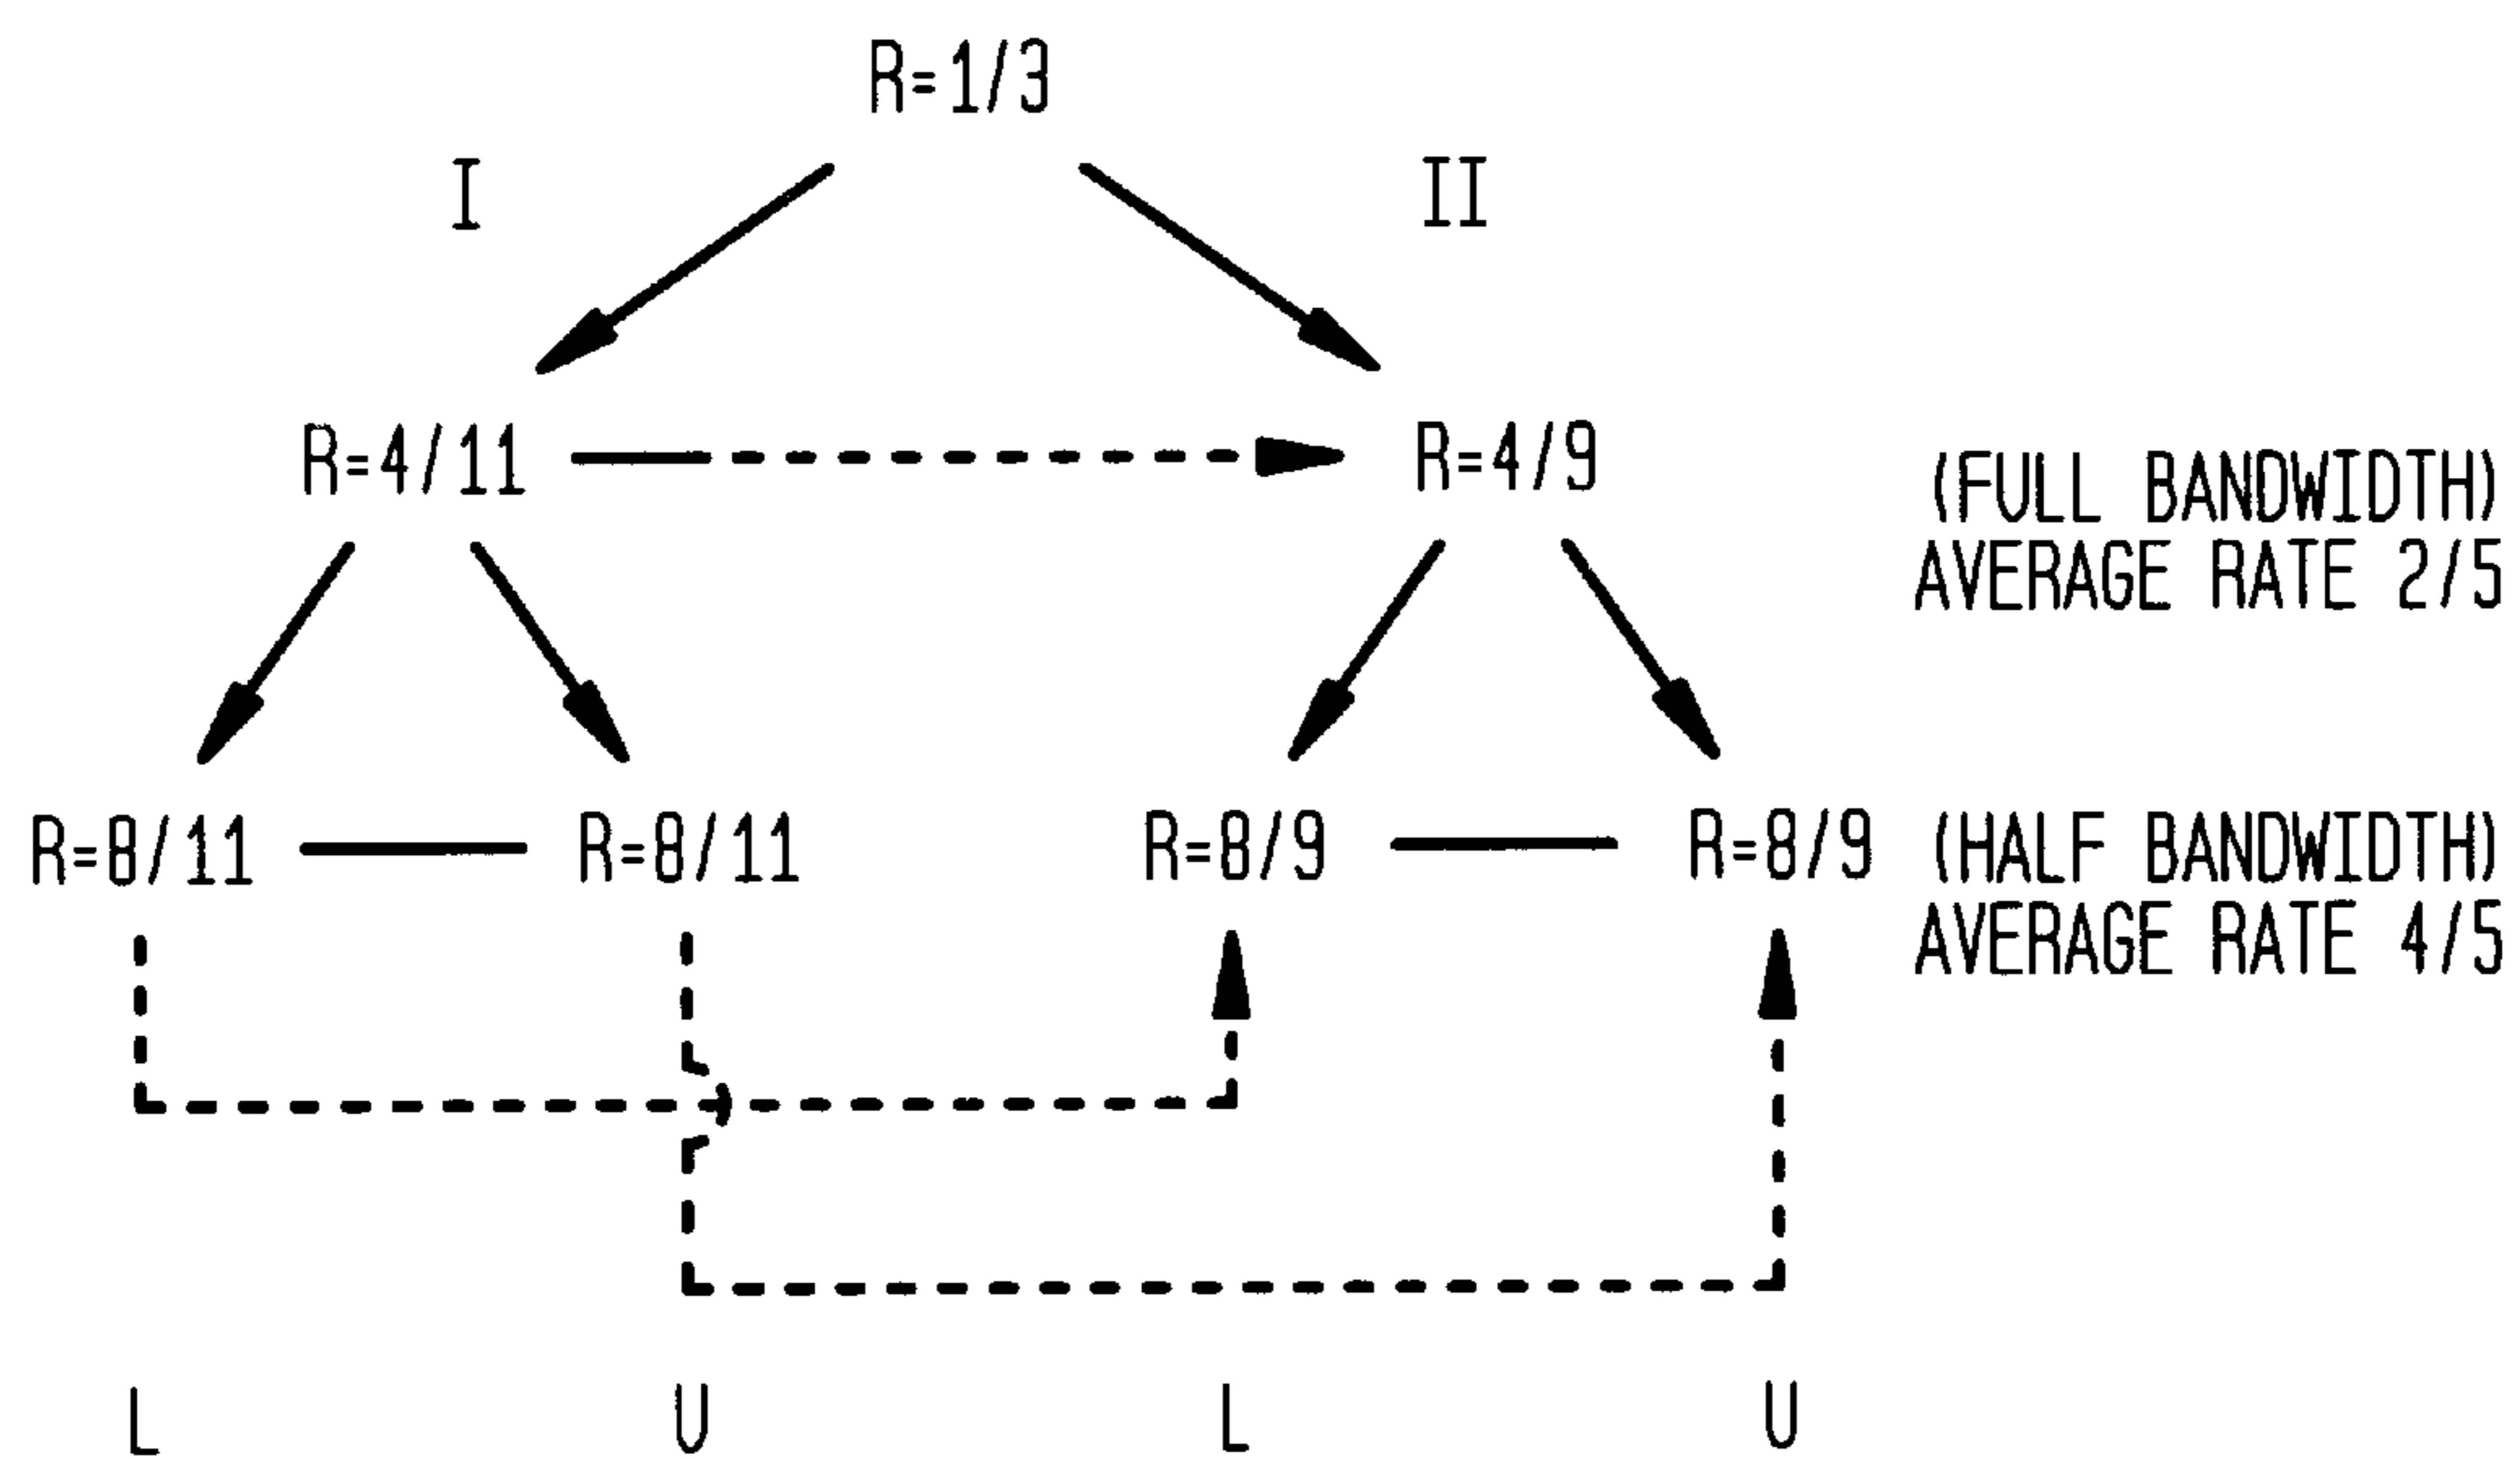 R=1/3
I II
R=4/11 R=4/9
(FULL BANDWIDTH)
AVERAGE RATE 2/5
R=8/11 R=8/11 R=8/9 R=8/9 (HALF BANDWIDTH)
AVERAGE RATE 4/5
L U L U